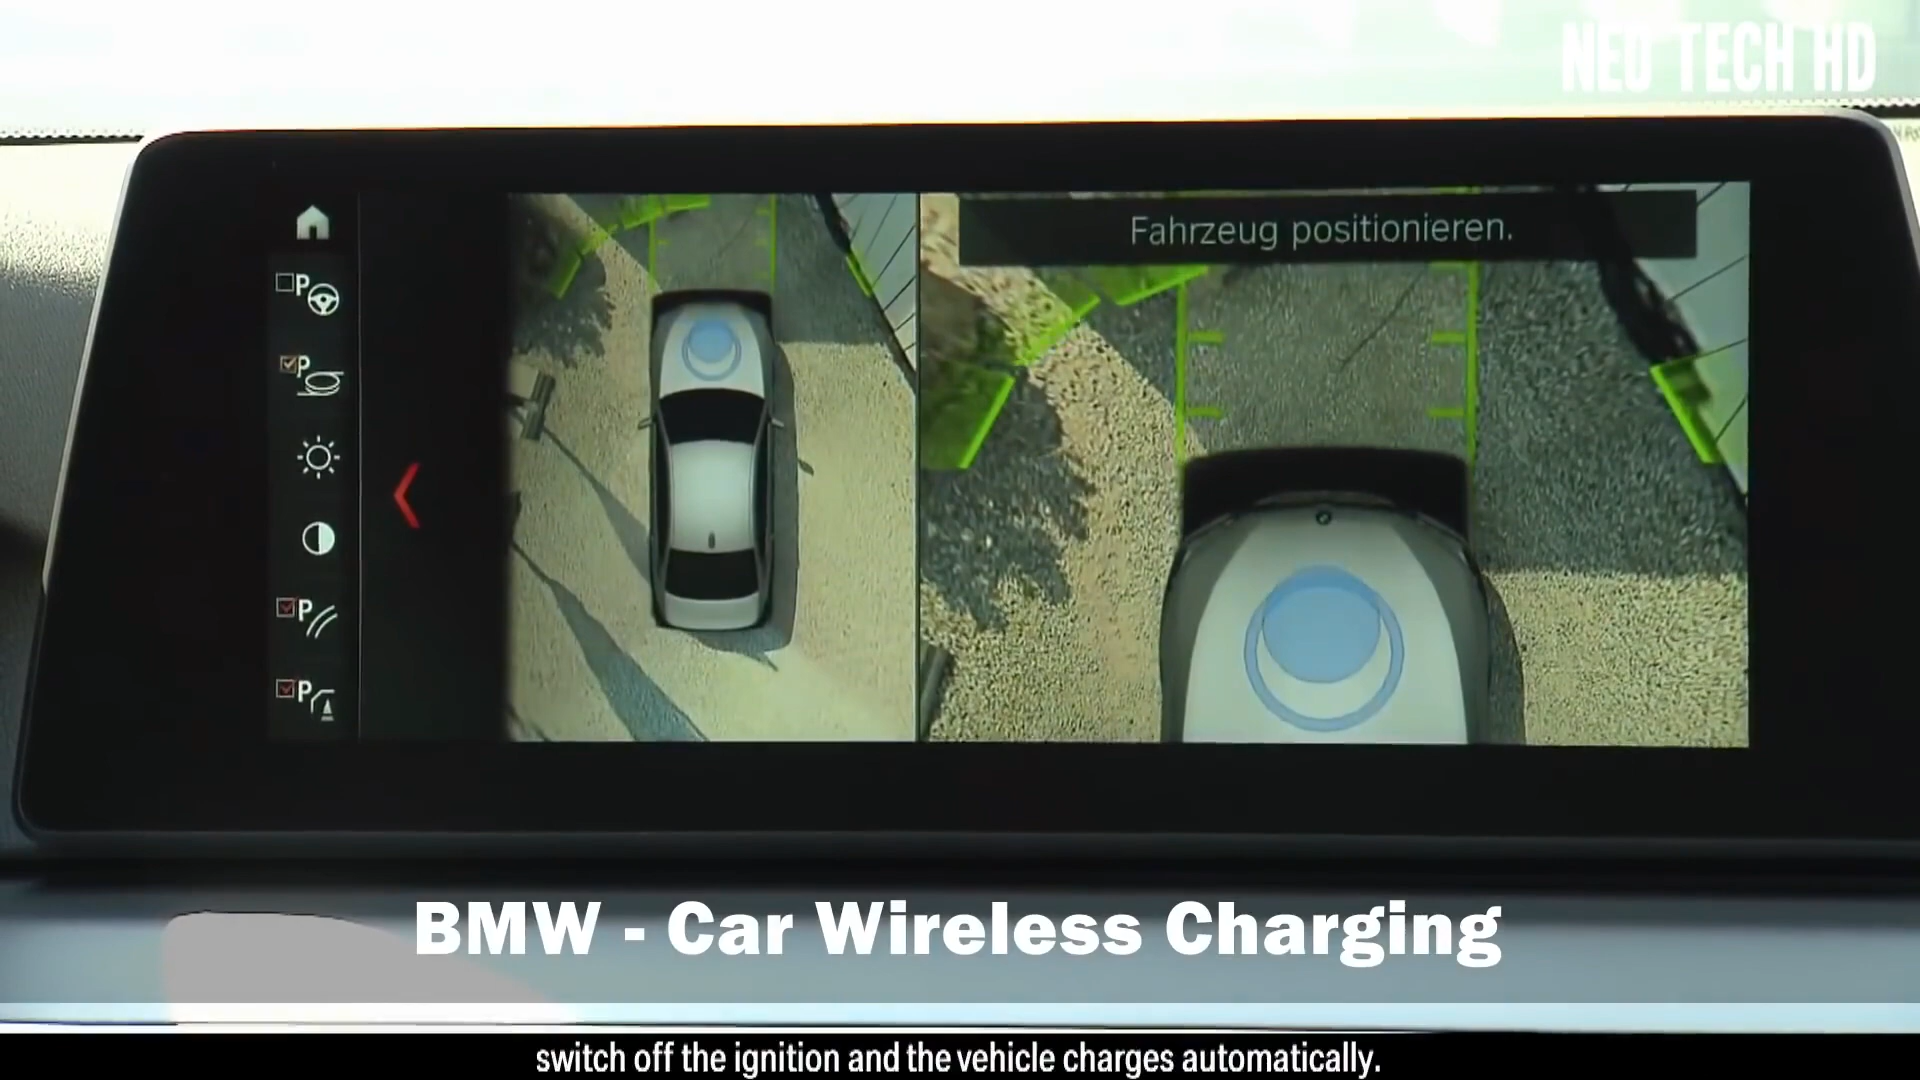 NEO TECH HD
Fahrzeug positionieren.
P
P
P
P
BMW - Car Wireless Charging
switch off the ignition and the vehicle charges automatically.